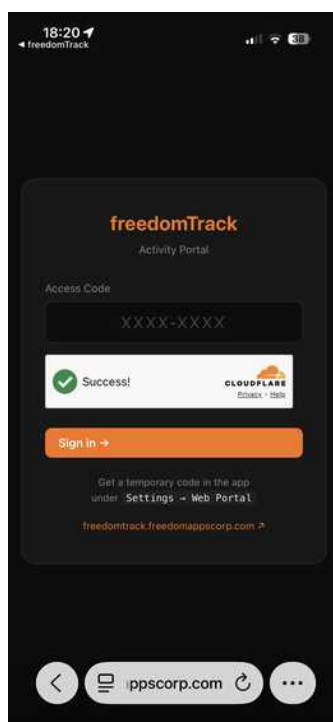 18:20
◀ freedomTrack
38
freedomTrack
Activity Portal
Access Code
XXXX-XXXX
Success!
CLOUDFLARE
Privacy • Help
Sign in →
Get a temporary code in the app
under Settings → Web Portal
freedomtrack.freedomappscorp.com ↗
ppscorp.com